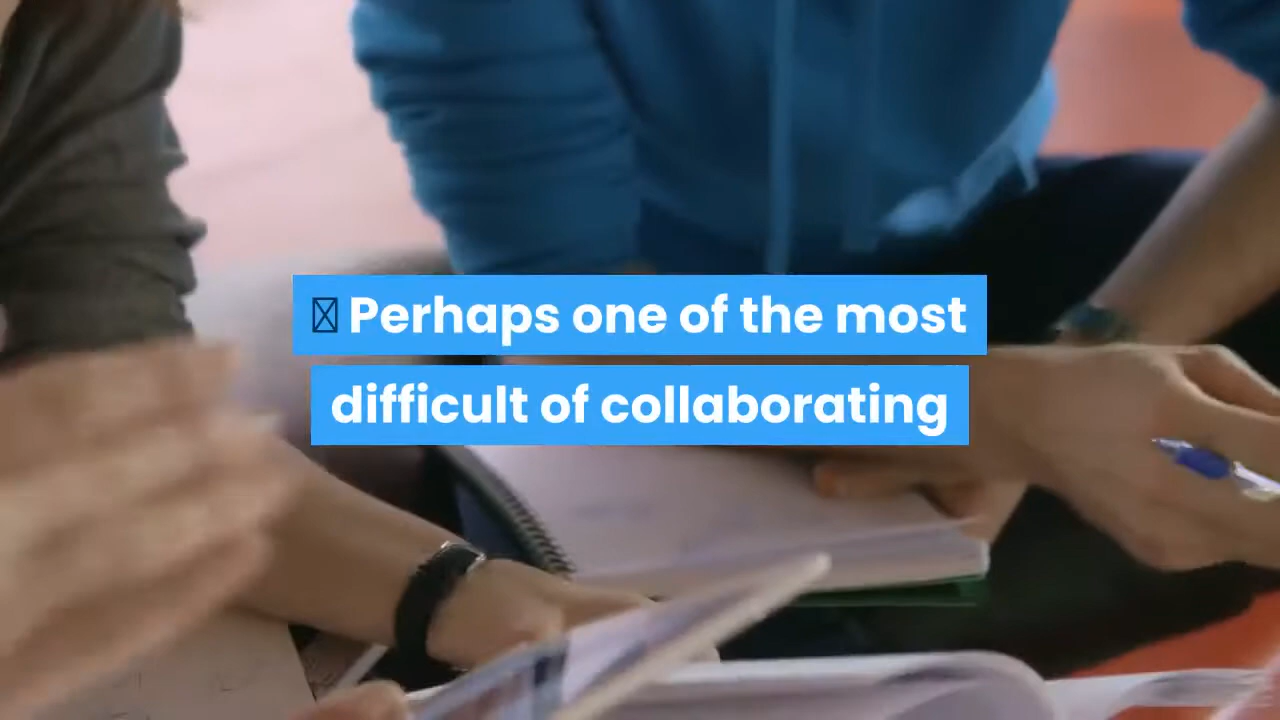 Perhaps one of the most
difficult of collaborating